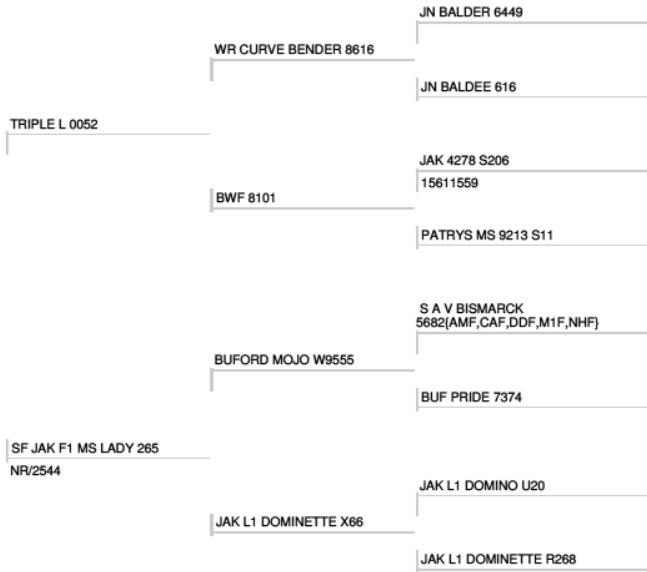 JN BALDER 6449
WR CURVE BENDER 8616
JN BALDEE 616
TRIPLE L 0052
JAK 4278 S206
15611559
BWF 8101
PATRYS MS 9213 S11
S A V BISMARCK
5682{AMF,CAF,DDF,M1F,NHF}
BUFORD MOJO W9555
BUF PRIDE 7374
SF JAK F1 MS LADY 265
NR/2544
JAK L1 DOMINO U20
JAK L1 DOMINETTE X66
JAK L1 DOMINETTE R268